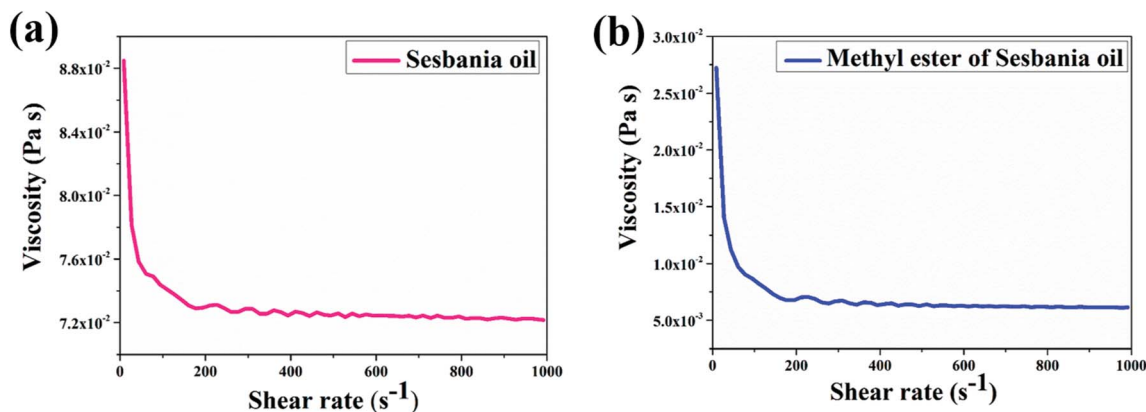 (a)
Sesbania oil
8.8x10⁻²
8.4x10⁻²
8.0x10⁻²
7.6x10⁻²
7.2x10⁻²
Viscosity (Pa s)
0 200 400 600 800 1000
Shear rate (s⁻¹)
(b)
Methyl ester of Sesbania oil
3.0x10⁻²
2.5x10⁻²
2.0x10⁻²
1.5x10⁻²
1.0x10⁻²
5.0x10⁻³
Viscosity (Pa s)
0 200 400 600 800 1000
Shear rate (s⁻¹)